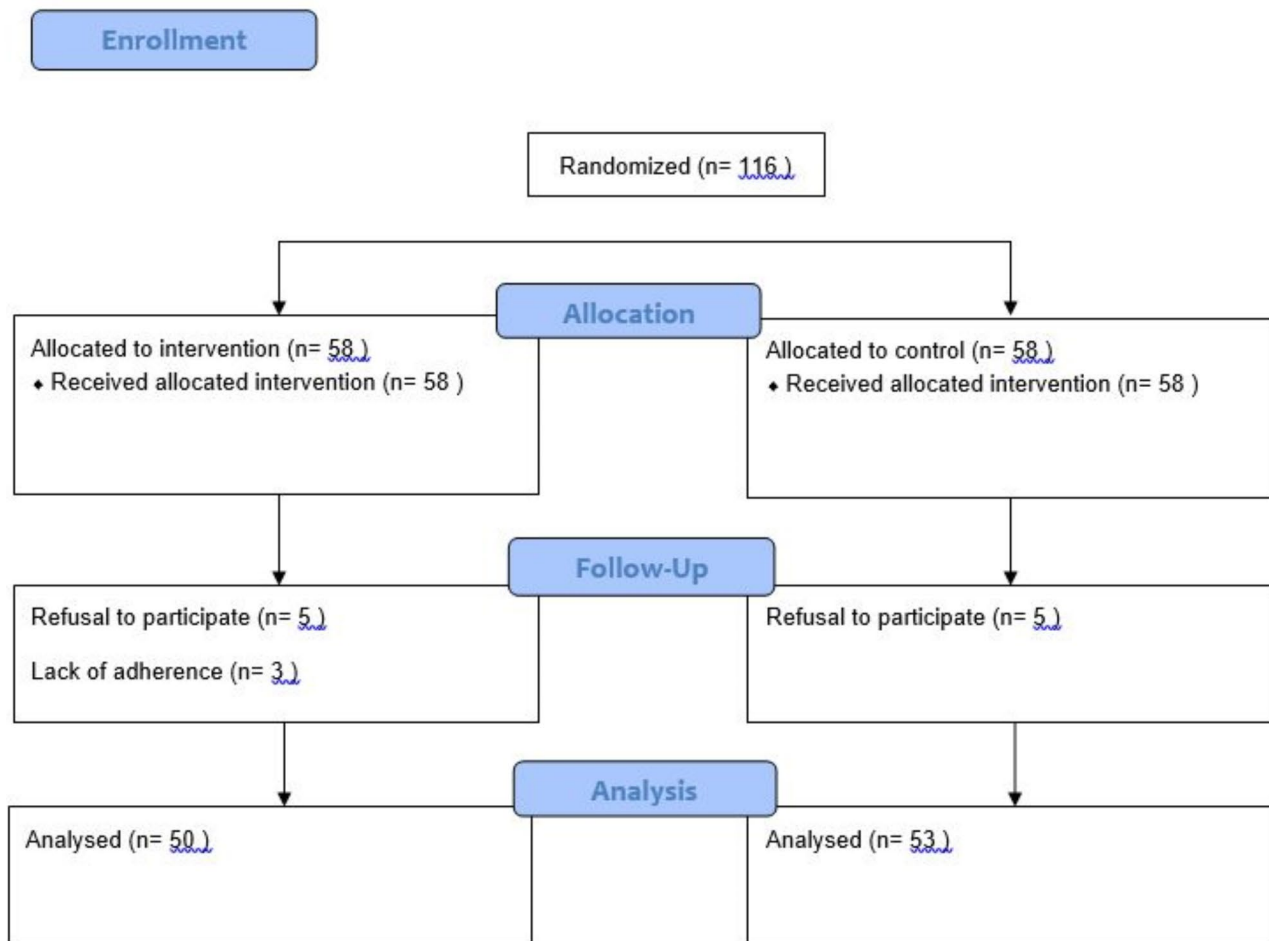 Enrollment
Randomized (n= 116 )
Allocation
Allocated to intervention (n= 58 )
⬥ Received allocated intervention (n= 58 )
Allocated to control (n= 58 )
⬥ Received allocated intervention (n= 58 )
Follow-Up
Refusal to participate (n= 5 )
Lack of adherence (n= 3 )
Refusal to participate (n= 5 )
Analysis
Analysed (n= 50 )
Analysed (n= 53 )